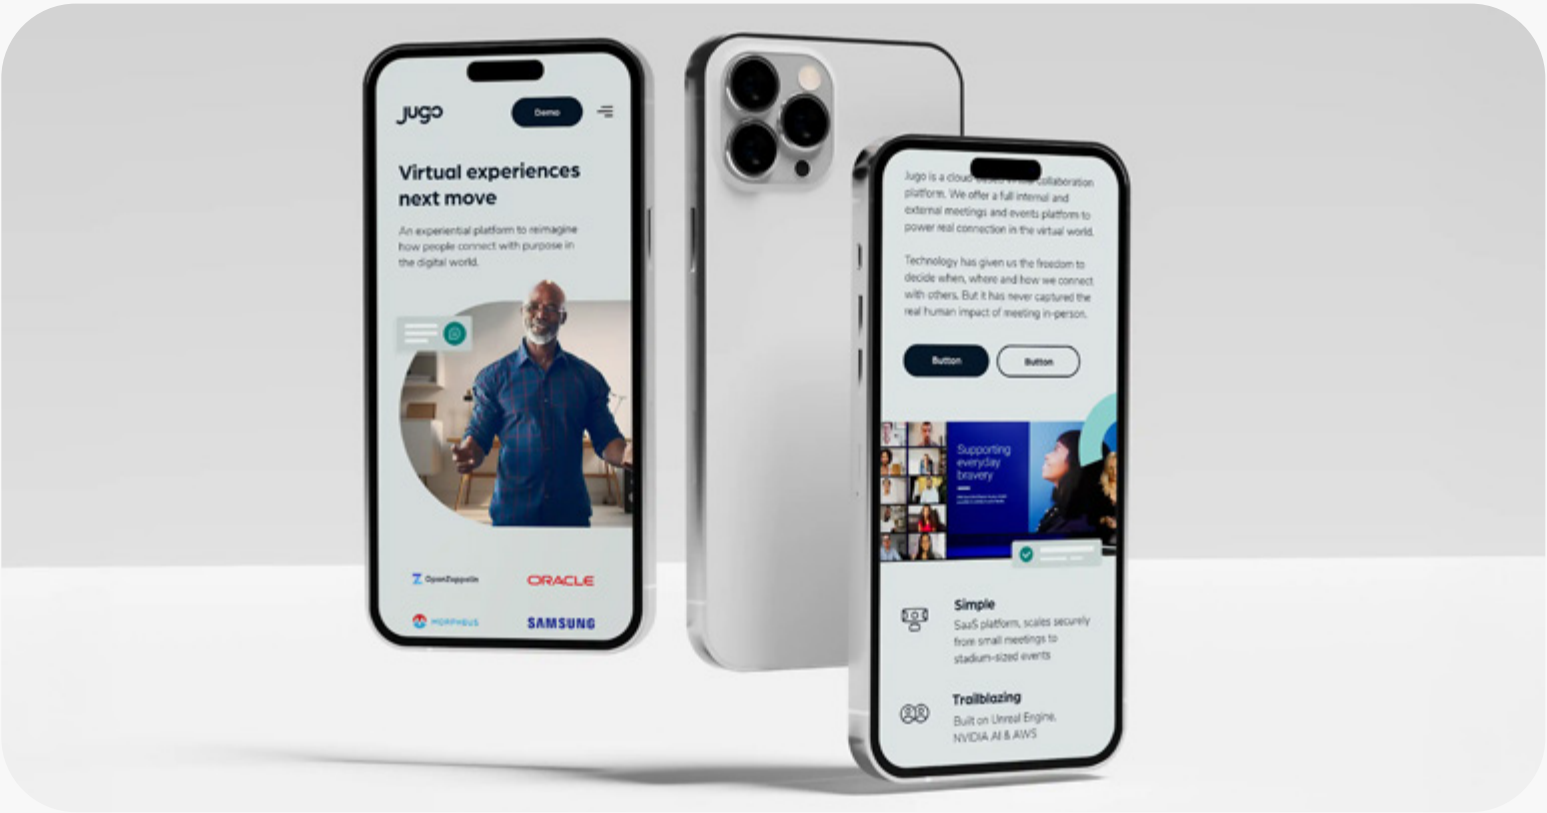 Jugo
Demo
Virtual experiences
next move
An experiential platform to reimagine
how people connect with purpose in
the digital world.
OpenZeppelin
ORACLE
MORPHEUS
SAMSUNG
Jugo is a cloud-based virtual collaboration
platform. We offer a full internal and
external meetings and events platform to
power real connection in the virtual world.
Technology has given us the freedom to
decide when, where and how we connect
with others. But it has never captured the
real human impact of meeting in-person.
Button
Button
Supporting
everyday
bravery
Simple
SaaS platform, scales securely
from small meetings to
stadium-sized events
Trailblazing
Built on Unreal Engine,
NVIDIA AI & AWS